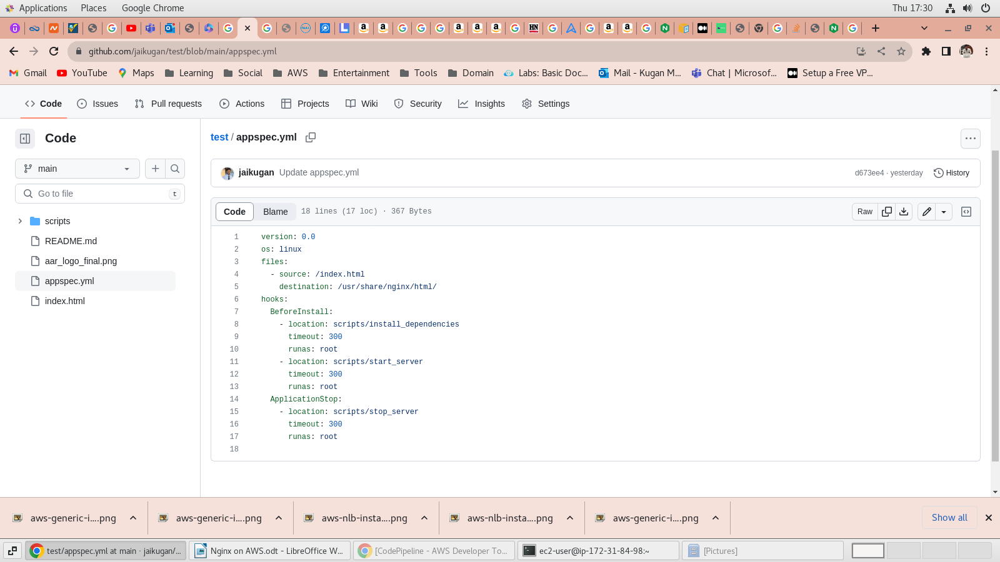 Applications Places Google Chrome Thu 17:30
github.com/jaikugan/test/blob/main/appspec.yml
Gmail YouTube Maps Learning Social AWS Entertainment Tools Domain Labs: Basic Doc... Mail - Kugan M... Chat | Microsof... Setup a Free VP...
Code Issues Pull requests Actions Projects Wiki Security Insights Settings
Code
main
Go to file t
scripts
README.md
aar_logo_final.png
appspec.yml
index.html
test / appspec.yml
jaikugan Update appspec.yml d673ee4 · yesterday History
Code Blame 18 lines (17 loc) · 367 Bytes Raw
1 version: 0.0
2 os: linux
3 files:
4 - source: /index.html
5 destination: /usr/share/nginx/html/
6 hooks:
7 BeforeInstall:
8 - location: scripts/install_dependencies
9 timeout: 300
10 runas: root
11 - location: scripts/start_server
12 timeout: 300
13 runas: root
14 ApplicationStop:
15 - location: scripts/stop_server
16 timeout: 300
17 runas: root
18
aws-generic-i....png aws-generic-i....png aws-nlb-insta....png aws-nlb-insta....png aws-generic-i....png Show all
test/appspec.yml at main · jaikugan/... Nginx on AWS.odt - LibreOffice W... [CodePipeline - AWS Developer To... ec2-user@ip-172-31-84-98:~ [Pictures]